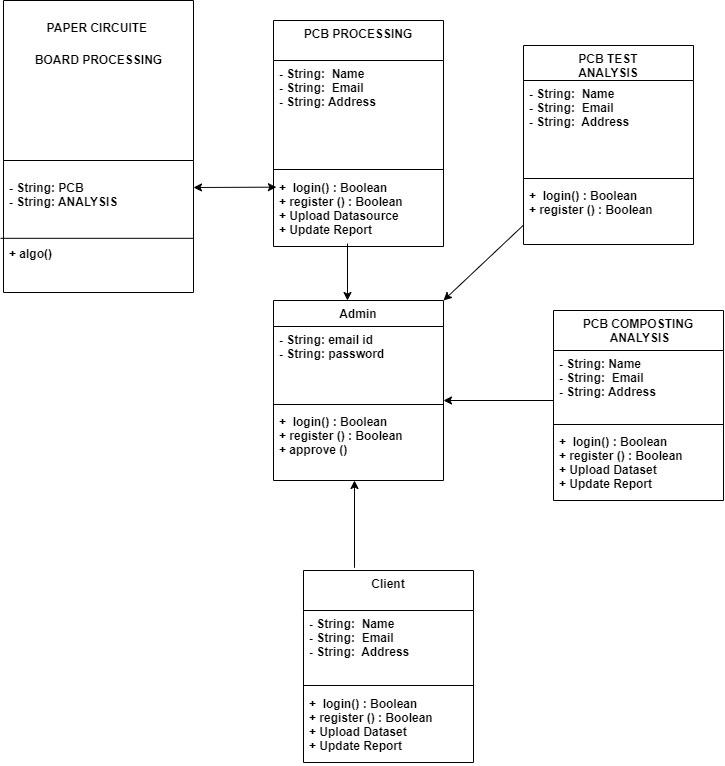 PAPER CIRCUITE
BOARD PROCESSING
- String: PCB
- String: ANALYSIS
+ algo()
PCB PROCESSING
- String:  Name
- String:  Email
- String: Address
+  login() : Boolean
+ register () : Boolean
+ Upload Datasource
+ Update Report
PCB TEST
ANALYSIS
- String:  Name
- String:  Email
- String:  Address
+  login() : Boolean
+ register () : Boolean
Admin
- String: email id
- String: password
+  login() : Boolean
+ register () : Boolean
+ approve ()
PCB COMPOSTING
ANALYSIS
- String: Name
- String:  Email
- String: Address
+  login() : Boolean
+ register () : Boolean
+ Upload Dataset
+ Update Report
Client
- String:  Name
- String:  Email
- String:  Address
+  login() : Boolean
+ register () : Boolean
+ Upload Dataset
+ Update Report